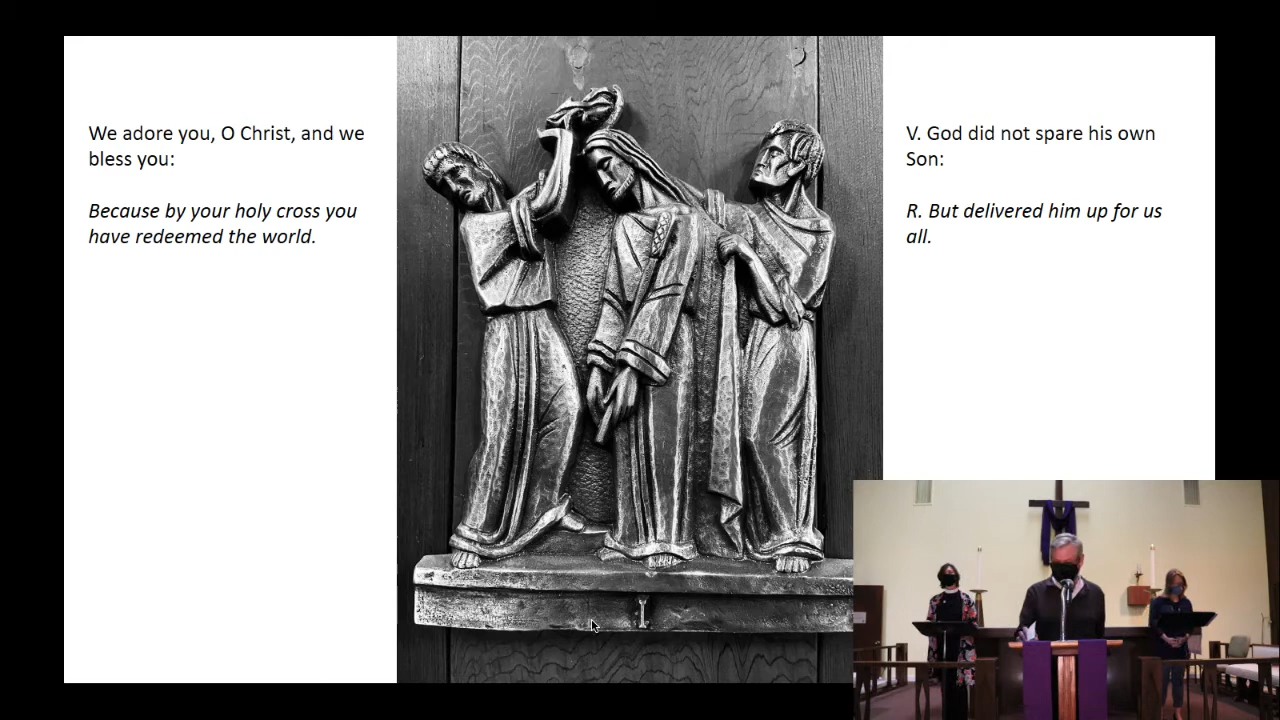 We adore you, O Christ, and we
bless you:
Because by your holy cross you
have redeemed the world.
V. God did not spare his own
Son:
R. But delivered him up for us
all.
I